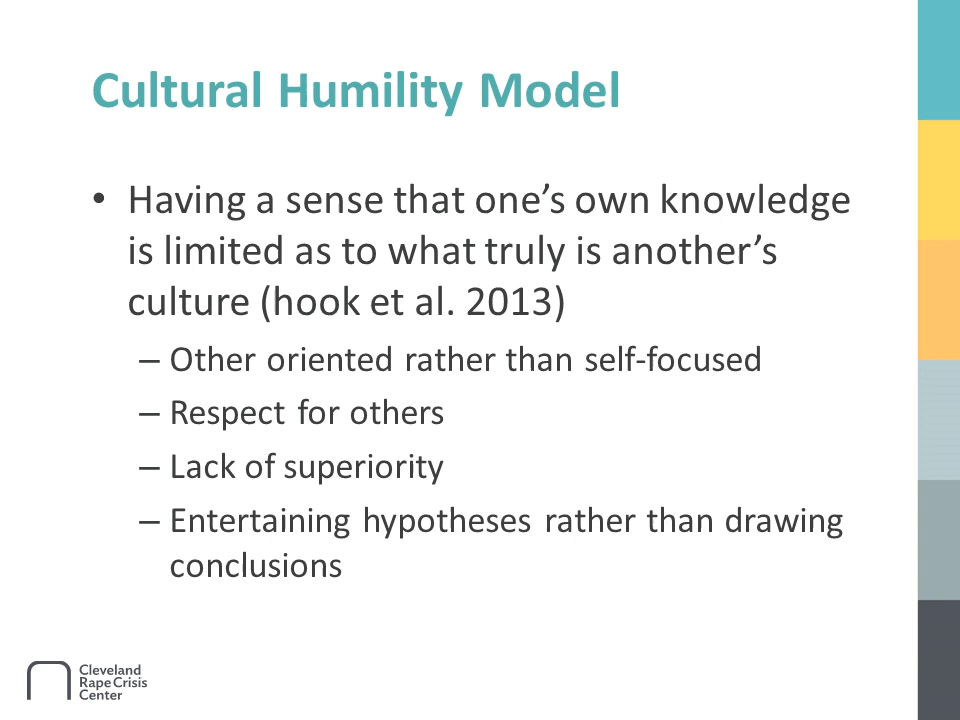 Cultural Humility Model
• Having a sense that one’s own knowledge
is limited as to what truly is another’s
culture (hook et al. 2013)
– Other oriented rather than self-focused
– Respect for others
– Lack of superiority
– Entertaining hypotheses rather than drawing
conclusions
Cleveland
Rape Crisis
Center